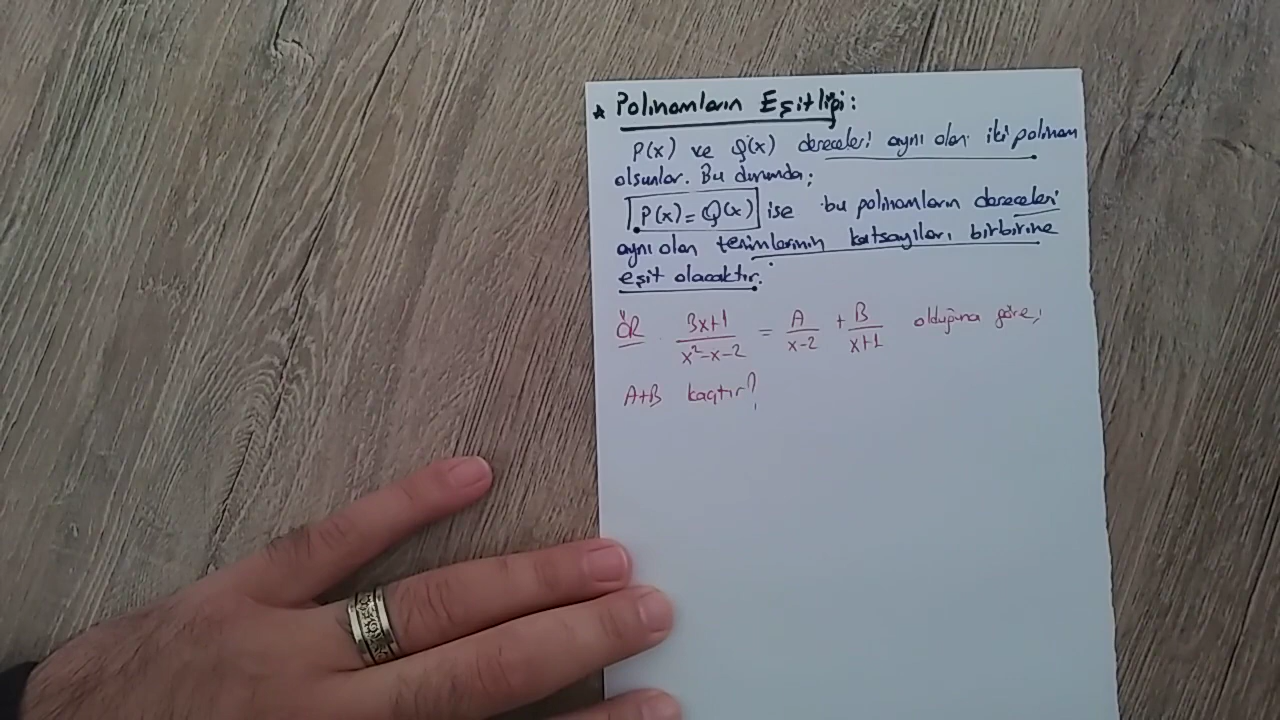 * Polinomların Eşitliği:
P(x) ve Q(x) dereceleri aynı olan iki polinom
olsunlar. Bu durumda;
P(x) = Q(x) ise bu polinomların dereceleri
aynı olan terimlerinin katsayıları birbirine
eşit olacaktır.
ÖR. 3x+1 / x²-x-2 = A / x-2 + B / x+1 olduğuna göre;
A+B kaçtır?